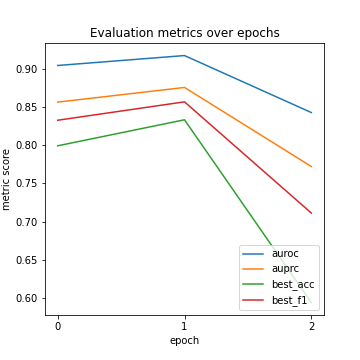 Evaluation metrics over epochs
metric score
0.90
0.85
0.80
0.75
0.70
0.65
0.60
auroc
auprc
best_acc
best_f1
0 1 2
epoch